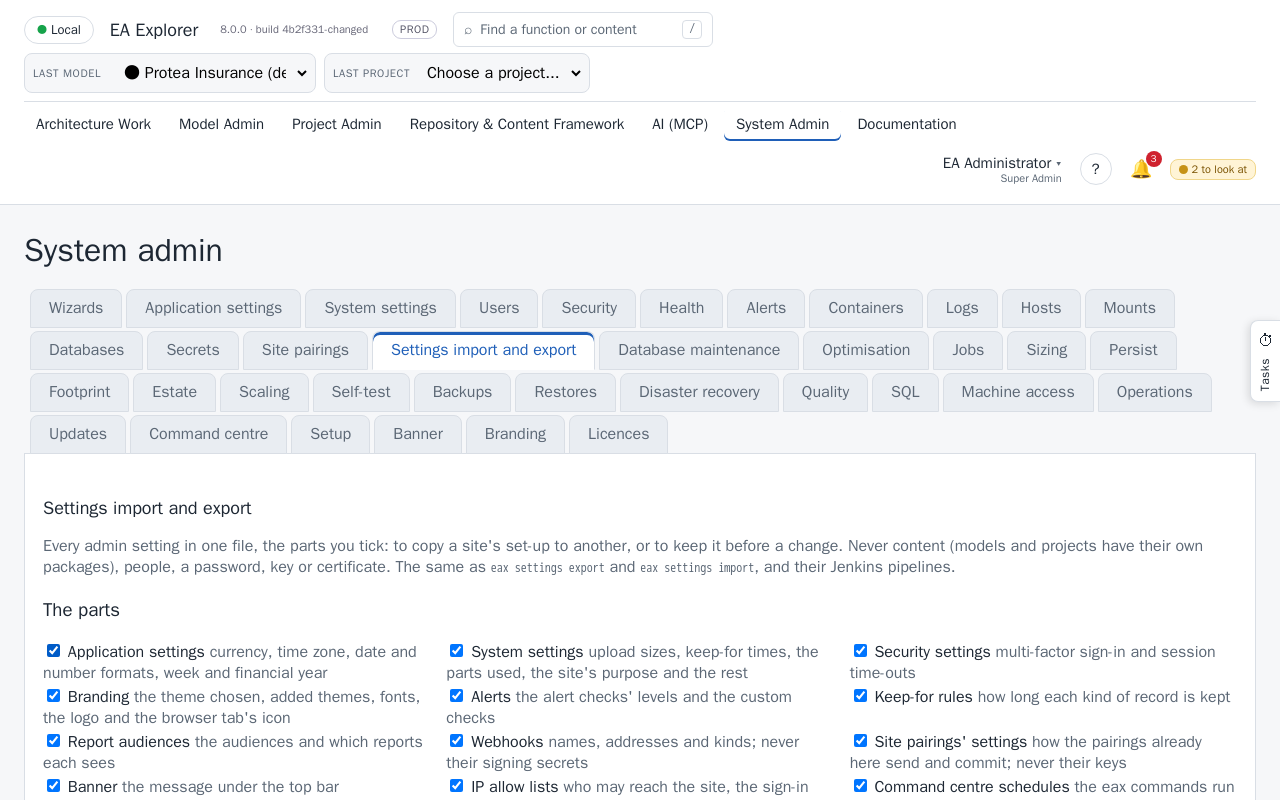 Local
EA Explorer
8.0.0 · build 4b2f331-changed
PROD
Find a function or content
/
LAST MODEL
Protea Insurance (de
LAST PROJECT
Choose a project...
Architecture Work
Model Admin
Project Admin
Repository & Content Framework
AI (MCP)
System Admin
Documentation
EA Administrator
Super Admin
?
3
2 to look at
System admin
Wizards
Application settings
System settings
Users
Security
Health
Alerts
Containers
Logs
Hosts
Mounts
Databases
Secrets
Site pairings
Settings import and export
Database maintenance
Optimisation
Jobs
Sizing
Persist
Footprint
Estate
Scaling
Self-test
Backups
Restores
Disaster recovery
Quality
SQL
Machine access
Operations
Updates
Command centre
Setup
Banner
Branding
Licences
Tasks
Settings import and export
Every admin setting in one file, the parts you tick: to copy a site's set-up to another, or to keep it before a change. Never content (models and projects have their own
packages), people, a password, key or certificate. The same as eax settings export and eax settings import, and their Jenkins pipelines.
The parts
Application settings currency, time zone, date and
number formats, week and financial year
System settings upload sizes, keep-for times, the
parts used, the site's purpose and the rest
Security settings multi-factor sign-in and session
time-outs
Branding the theme chosen, added themes, fonts,
the logo and the browser tab's icon
Alerts the alert checks' levels and the custom
checks
Keep-for rules how long each kind of record is kept
Report audiences the audiences and which reports
each sees
Webhooks names, addresses and kinds; never
their signing secrets
Site pairings' settings how the pairings already
here send and commit; never their keys
Banner the message under the top bar
IP allow lists who may reach the site, the sign-in
Command centre schedules the eax commands run